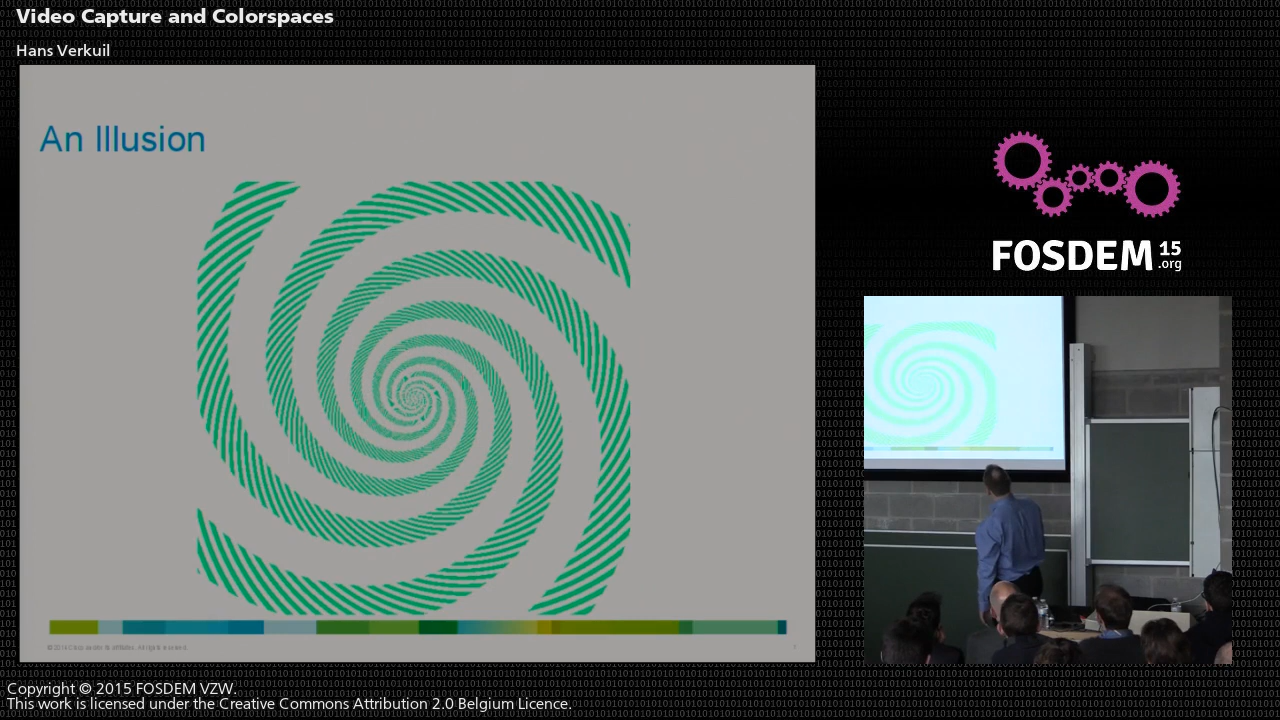 Video Capture and Colorspaces
Hans Verkuil
An Illusion
FOSDEM 15
.org
Copyright © 2015 FOSDEM VZW.
This work is licensed under the Creative Commons Attribution 2.0 Belgium Licence.